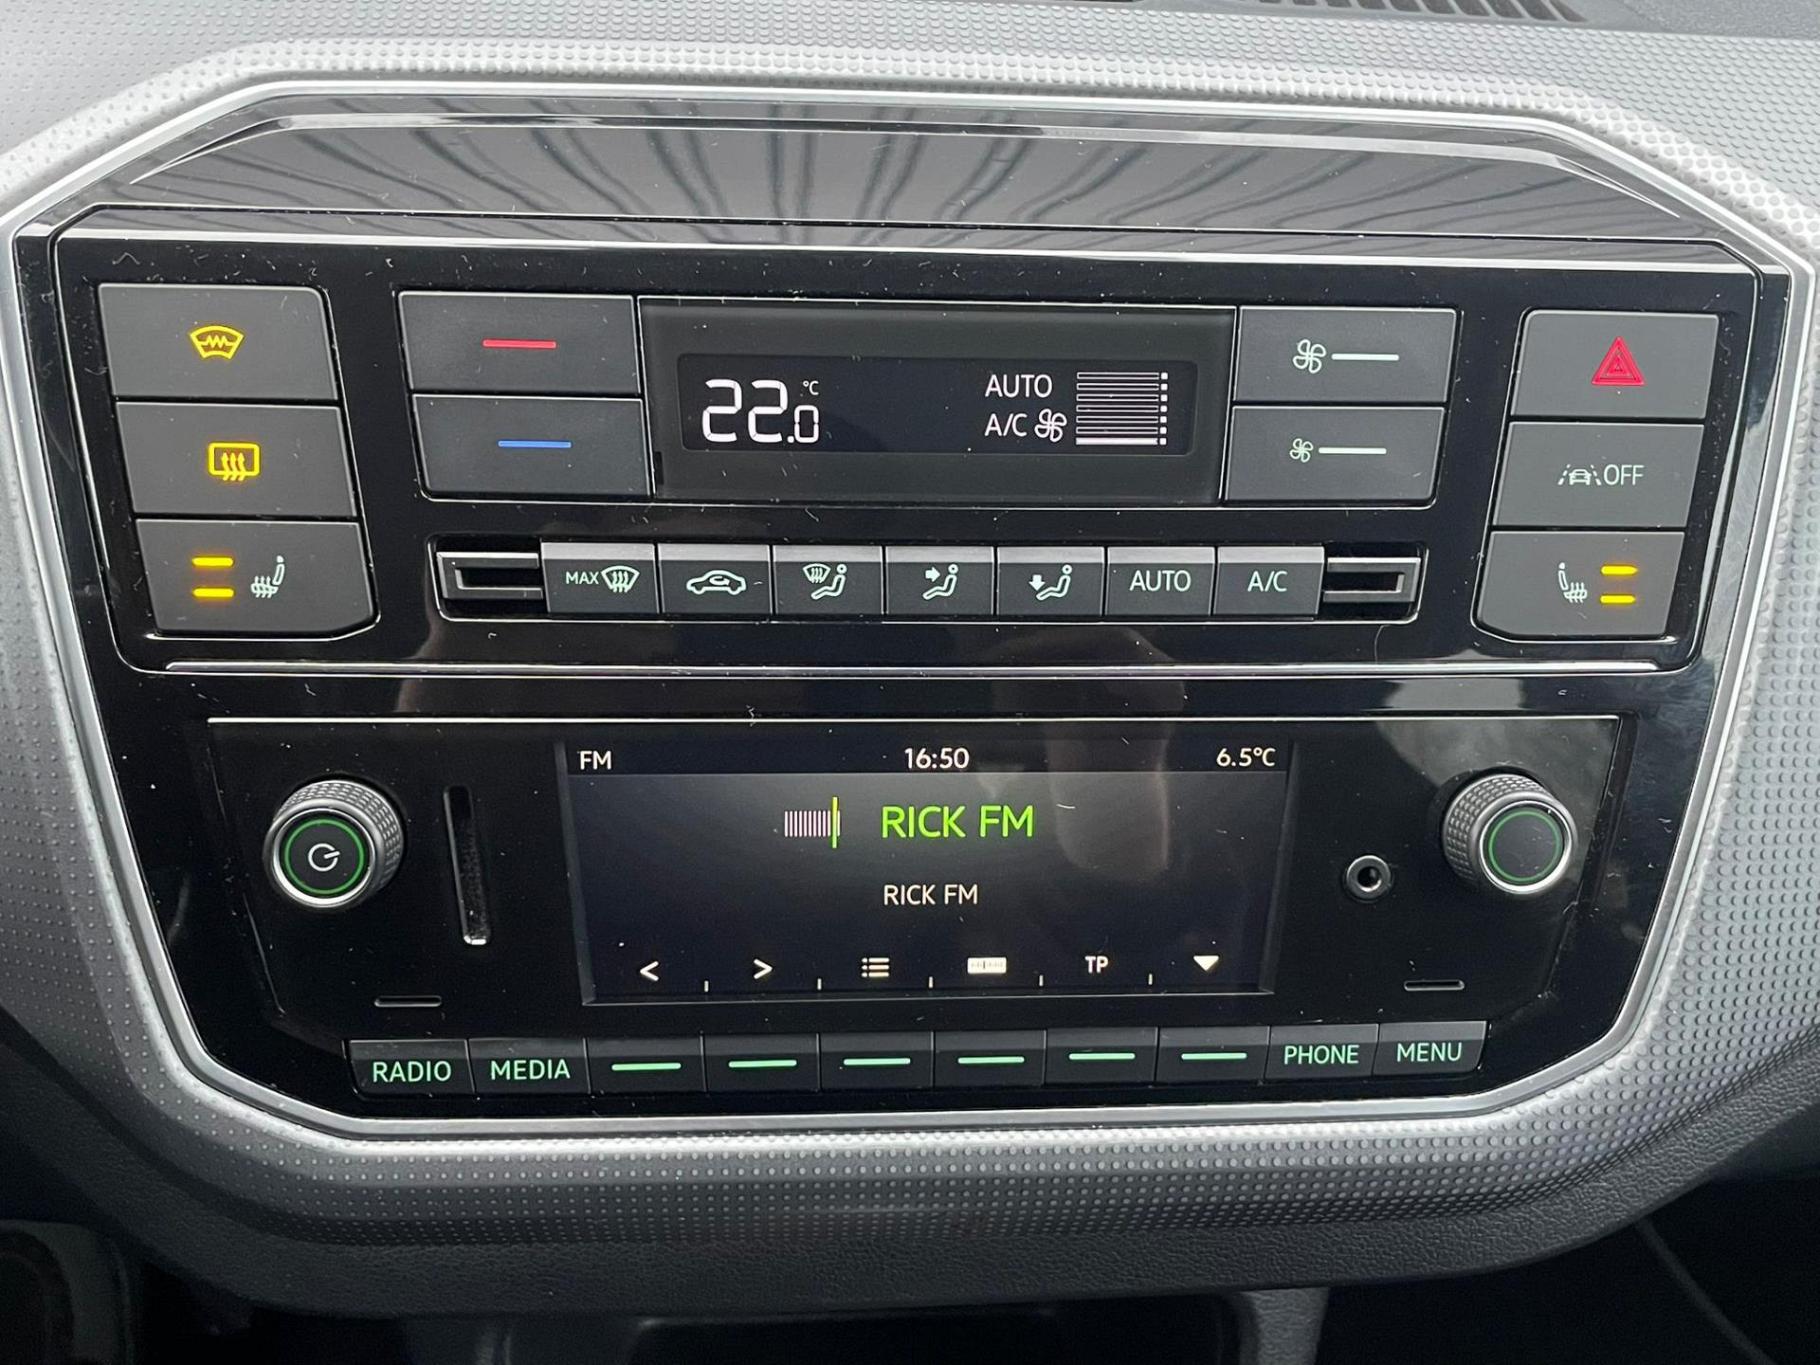 22.0 °C
AUTO
A/C
OFF
MAX
AUTO
A/C
FM 16:50 6.5°C
RICK FM
RICK FM
< > TP
RADIO MEDIA PHONE MENU